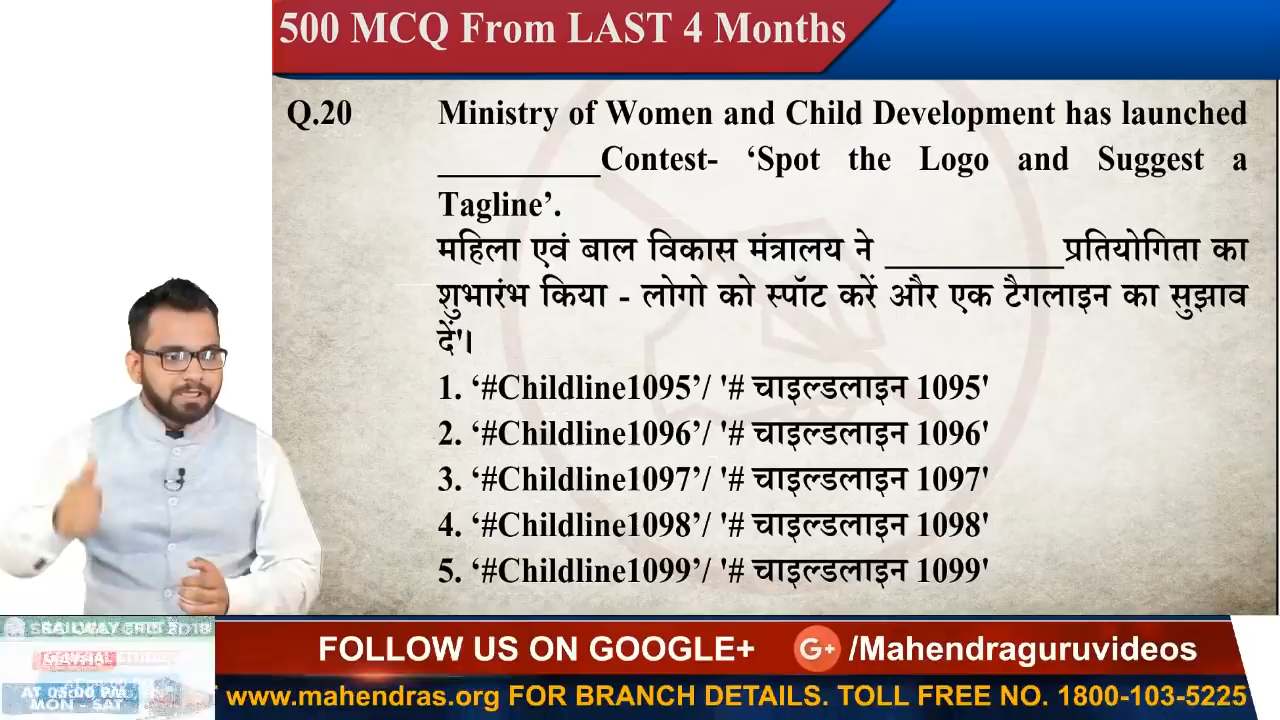 500 MCQ From LAST 4 Months
Q.20 Ministry of Women and Child Development has launched
__________Contest- ‘Spot the Logo and Suggest a
Tagline’.
महिला एवं बाल विकास मंत्रालय ने ___________प्रतियोगिता का
शुभारंभ किया - लोगो को स्पॉट करें और एक टैगलाइन का सुझाव
दें'।
1. ‘#Childline1095’/ '# चाइल्डलाइन 1095'
2. ‘#Childline1096’/ '# चाइल्डलाइन 1096'
3. ‘#Childline1097’/ '# चाइल्डलाइन 1097'
4. ‘#Childline1098’/ '# चाइल्डलाइन 1098'
5. ‘#Childline1099’/ '# चाइल्डलाइन 1099'
AT 05:00 PM
MON - SAT
FOLLOW US ON GOOGLE+ G+ /Mahendraguruvideos
www.mahendras.org FOR BRANCH DETAILS. TOLL FREE NO. 1800-103-5225